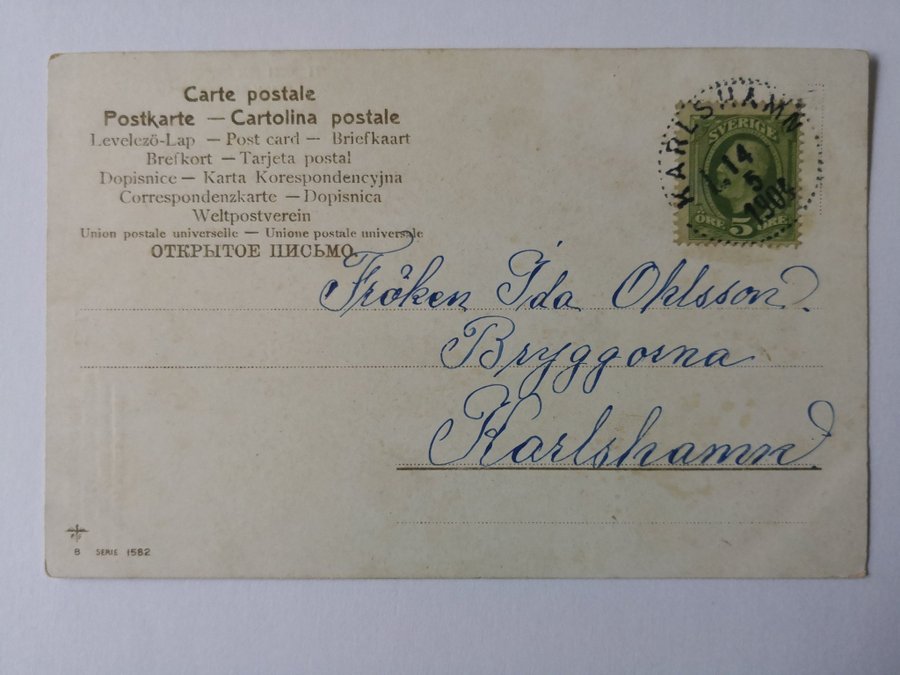 Carte postale
Postkarte — Cartolina postale
Levelező-Lap — Post card — Briefkaart
Brefkort — Tarjeta postal
Dopisnice — Karta Korespondencyjna
Correspondenzkarte — Dopisnica
Weltpostverein
Union postale universelle — Unione postale universale
ОТКРЫТОЕ ПИСЬМО.
KARLSHAMN
14
5
SVERIGE
ÖRE 5 ÖRE
Fröken Ida Ohlsson
Bryggorna
Karlshamn
B SERIE 1582